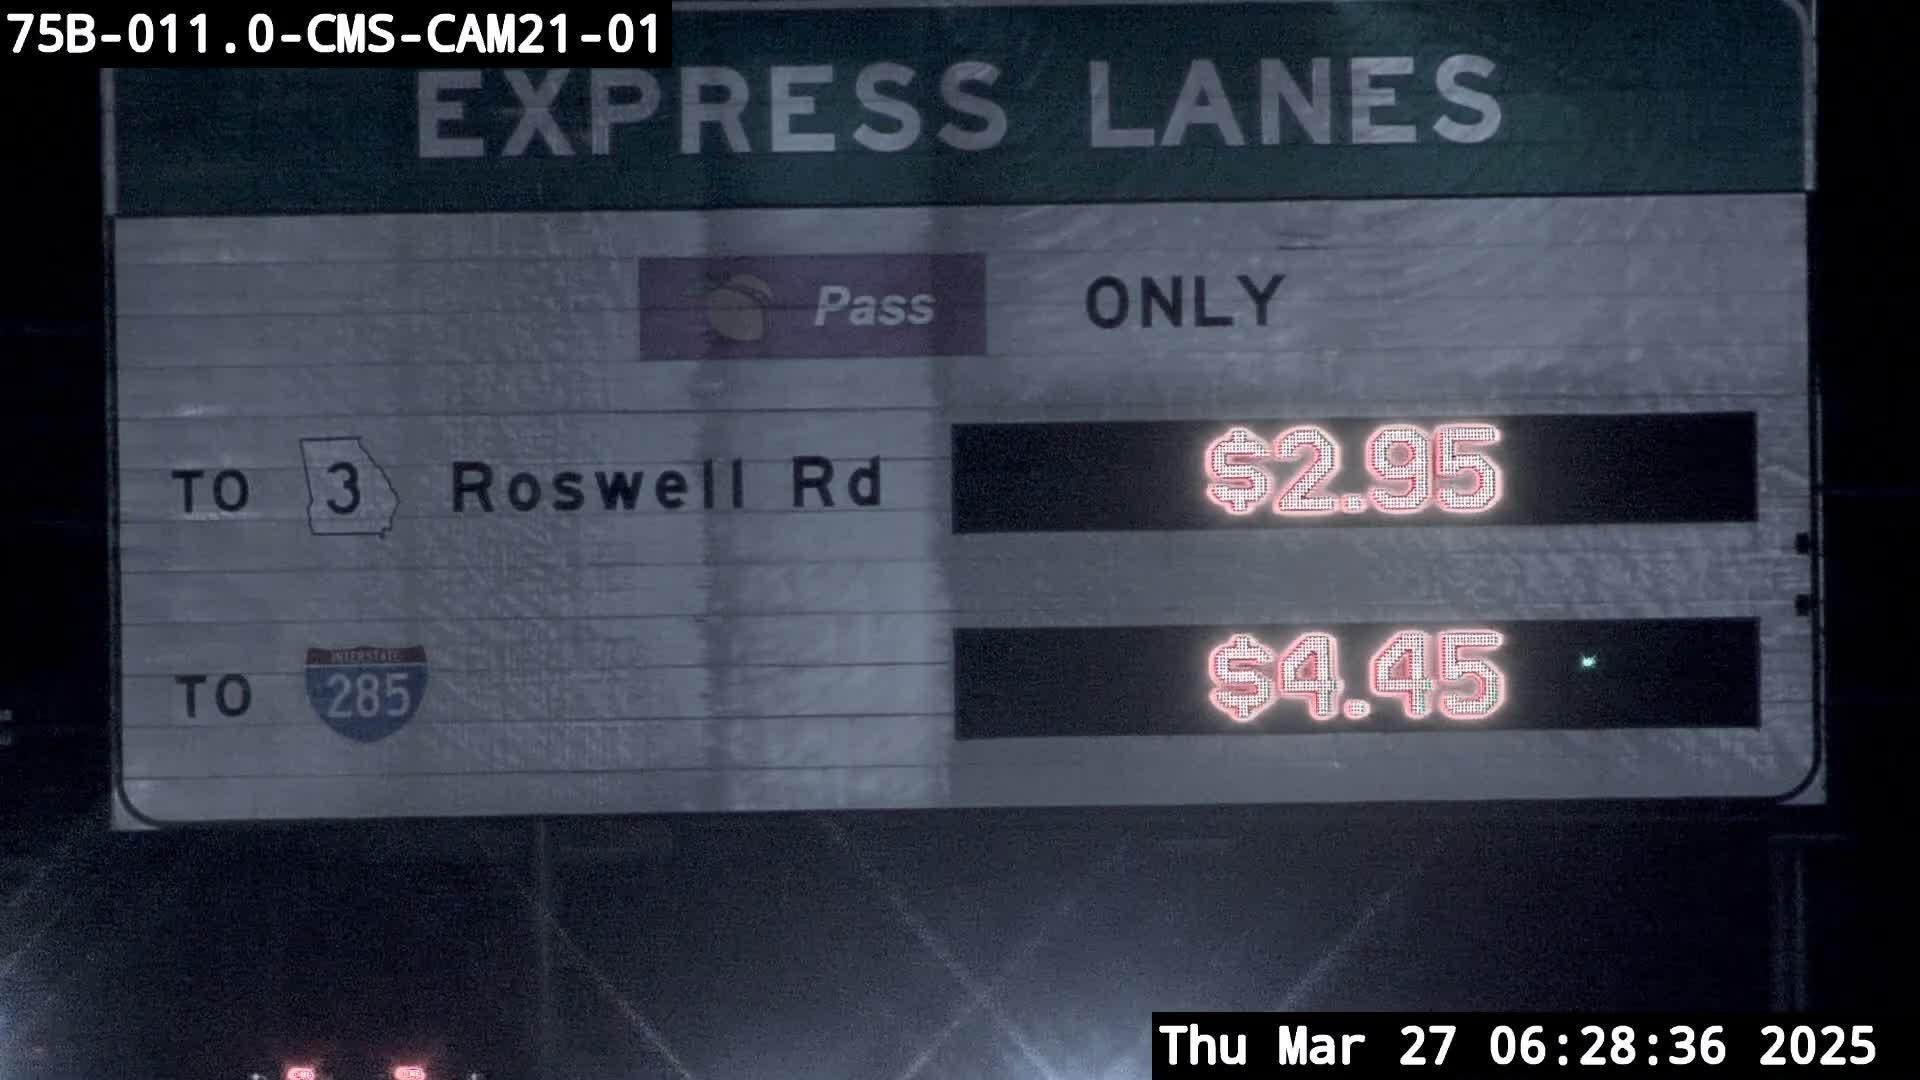 75B-011.0-CMS-CAM21-01
EXPRESS LANES
Pass ONLY
TO 3 Roswell Rd $2.95
TO INTERSTATE 285 $4.45
Thu Mar 27 06:28:36 2025